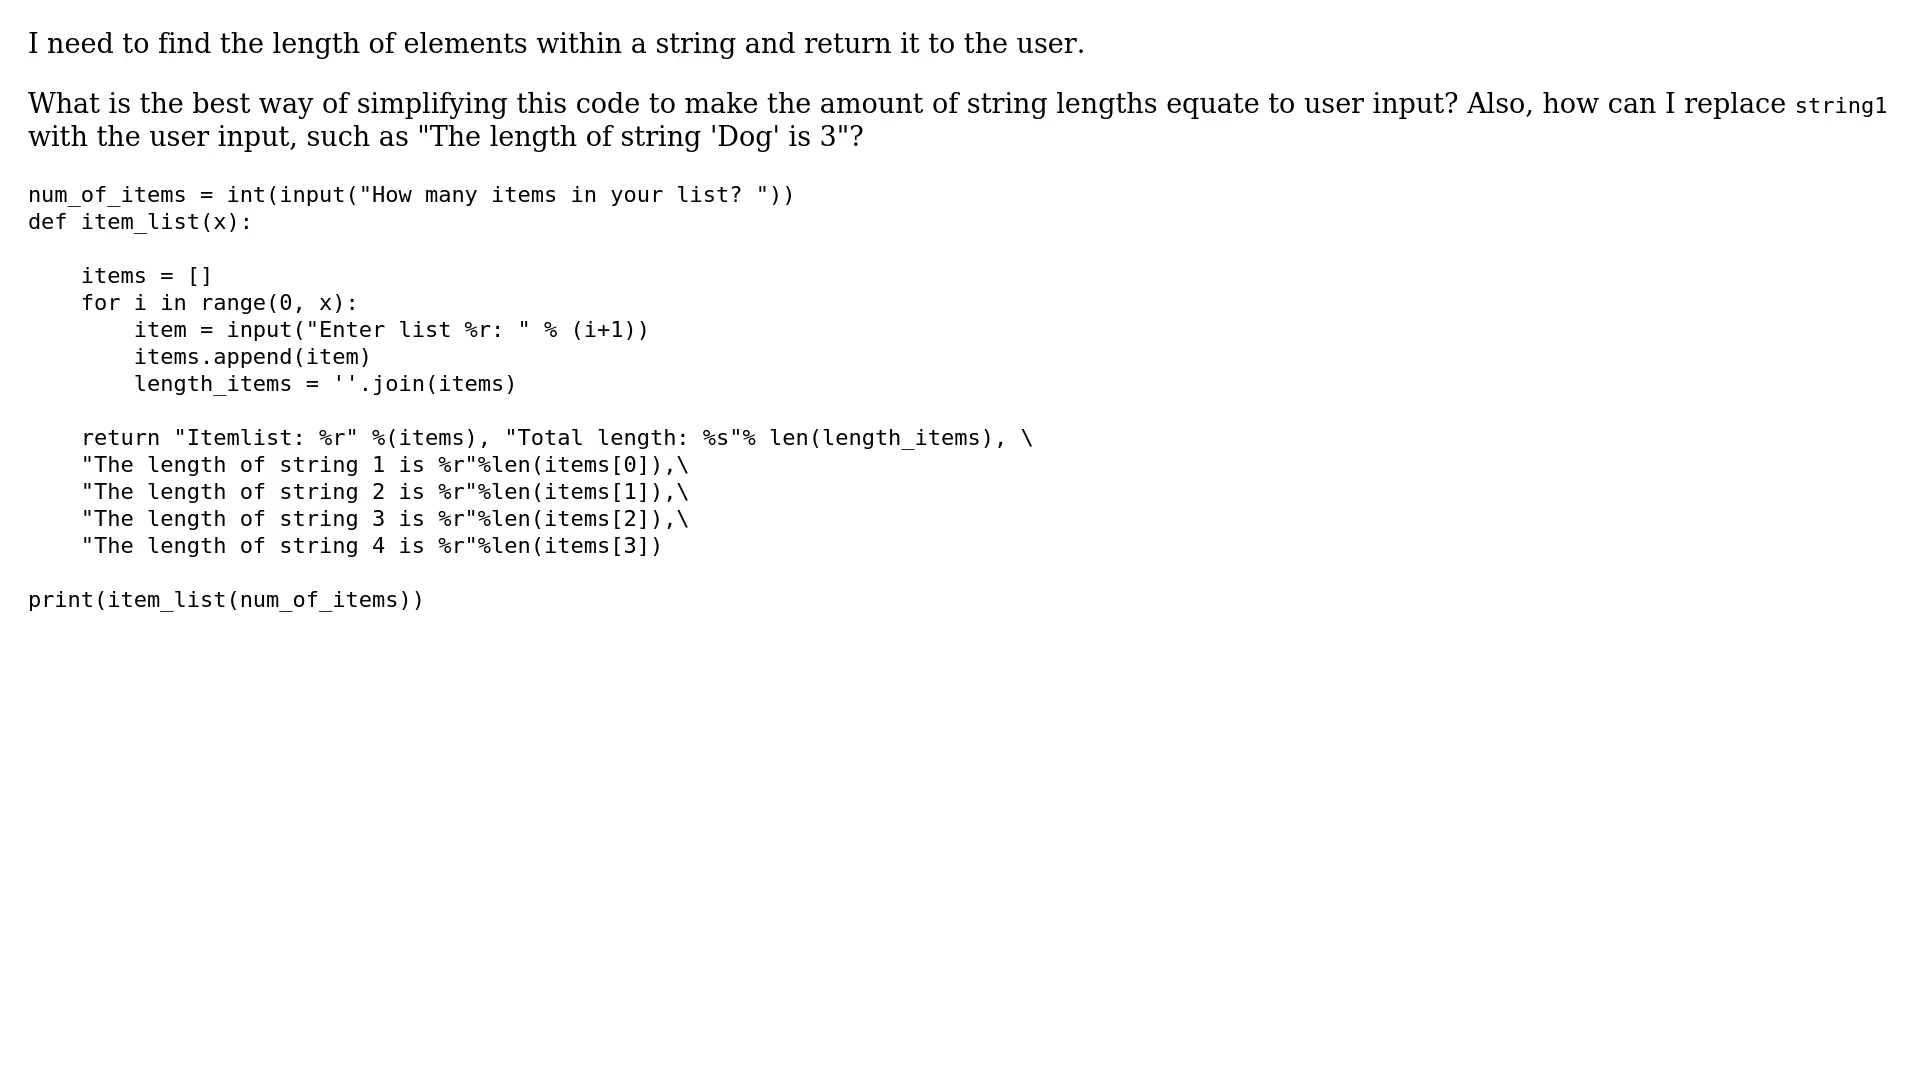 I need to find the length of elements within a string and return it to the user.
What is the best way of simplifying this code to make the amount of string lengths equate to user input? Also, how can I replace string1
with the user input, such as "The length of string 'Dog' is 3"?
num_of_items = int(input("How many items in your list? "))
def item_list(x):

    items = []
    for i in range(0, x):
        item = input("Enter list %r: " % (i+1))
        items.append(item)
        length_items = ''.join(items)

    return "Itemlist: %r" %(items), "Total length: %s"% len(length_items), \
    "The length of string 1 is %r"%len(items[0]),\
    "The length of string 2 is %r"%len(items[1]),\
    "The length of string 3 is %r"%len(items[2]),\
    "The length of string 4 is %r"%len(items[3])

print(item_list(num_of_items))